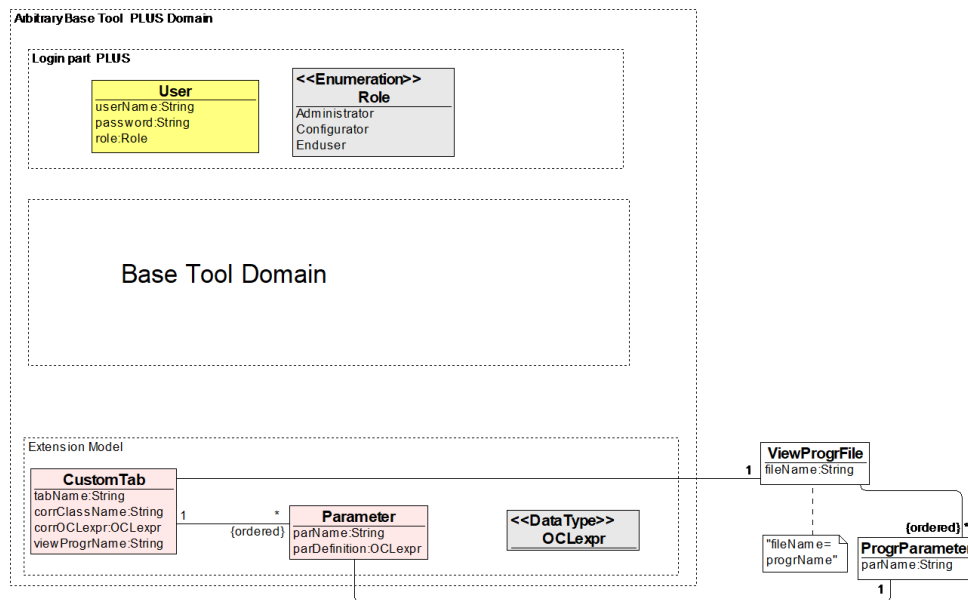 ArbitraryBase Tool PLUS Domain
Login part PLUS
User
userName:String
password:String
role:Role
<<Enumeration>>
Role
Administrator
Configurator
Enduser
Base Tool Domain
Extension Model
CustomTab
tabName:String
corrClassName:String
corrOCLexpr:OCLexpr
viewProgrName:String
1
*
{ordered}
Parameter
parName:String
parDefinition:OCLexpr
<<DataType>>
OCLexpr
1
ViewProgrFile
fileName:String
"fileName=
progrName"
{ordered} *
ProgrParameter
parName:String
1